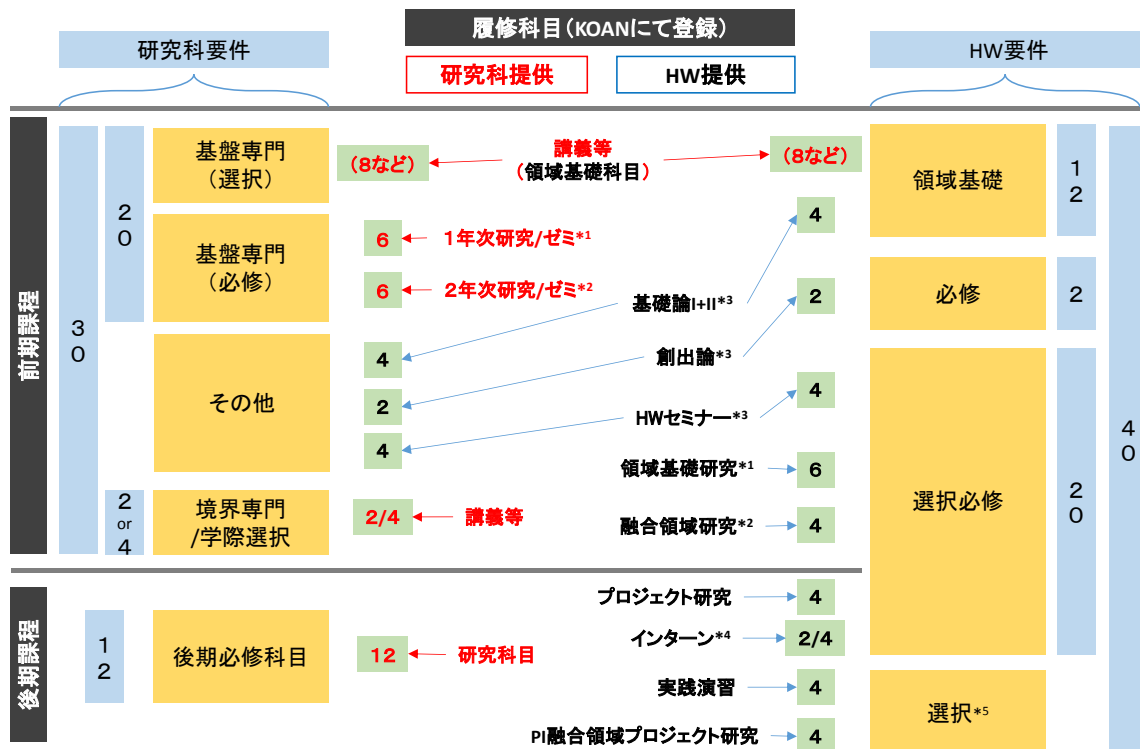 履修科目（KOANにて登録）
研究科要件
研究科提供
HW提供
HW要件
前期課程
30
20
基盤専門
（選択）
(8など)
講義等
（領域基礎科目）
(8など)
領域基礎
12
基盤専門
（必修）
6
1年次研究/ゼミ*1
6
2年次研究/ゼミ*2
4
基礎論I+II*3
2
必修
2
40
その他
4
創出論*3
2
HWセミナー*3
4
4
領域基礎研究*1
6
選択必修
20
2
or
4
境界専門
/学際選択
2/4
講義等
融合領域研究*2
4
後期課程
プロジェクト研究
4
12
後期必修科目
12
研究科目
インターン*4
2/4
実践演習
4
選択*5
PI融合領域プロジェクト研究
4